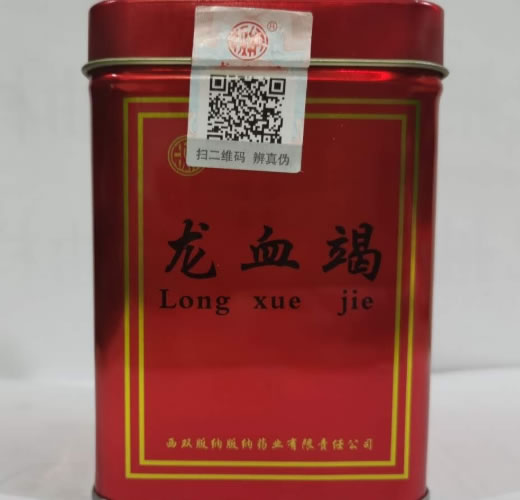 ®
扫二维码 辨真伪
龙血竭
Long xue jie
西双版纳版纳药业有限责任公司